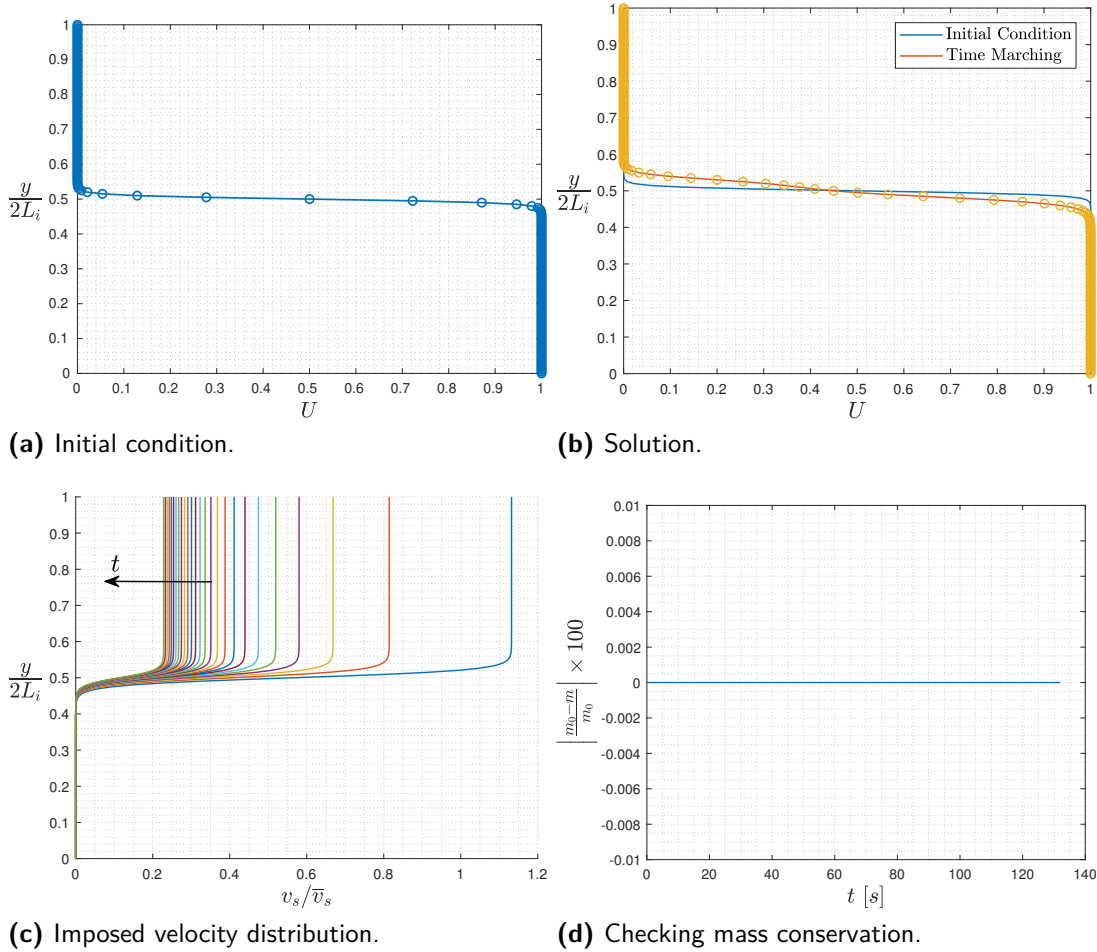 1
0.9
0.8
0.7
0.6
0.5
0.4
0.3
0.2
0.1
0
y
2L_i
0 0.1 0.2 0.3 0.4 0.5 0.6 0.7 0.8 0.9 1
U
(a) Initial condition.
1
0.9
0.8
0.7
0.6
0.5
0.4
0.3
0.2
0.1
0
y
2L_i
Initial Condition
Time Marching
0 0.1 0.2 0.3 0.4 0.5 0.6 0.7 0.8 0.9 1
U
(b) Solution.
1
0.9
0.8
0.7
0.6
0.5
0.4
0.3
0.2
0.1
0
y
2L_i
t
0 0.2 0.4 0.6 0.8 1 1.2
v_s/v̅_s
(c) Imposed velocity distribution.
0.01
0.008
0.006
0.004
0.002
0
-0.002
-0.004
-0.006
-0.008
-0.01
|m_0−m / m_0| × 100
0 20 40 60 80 100 120 140
t [s]
(d) Checking mass conservation.